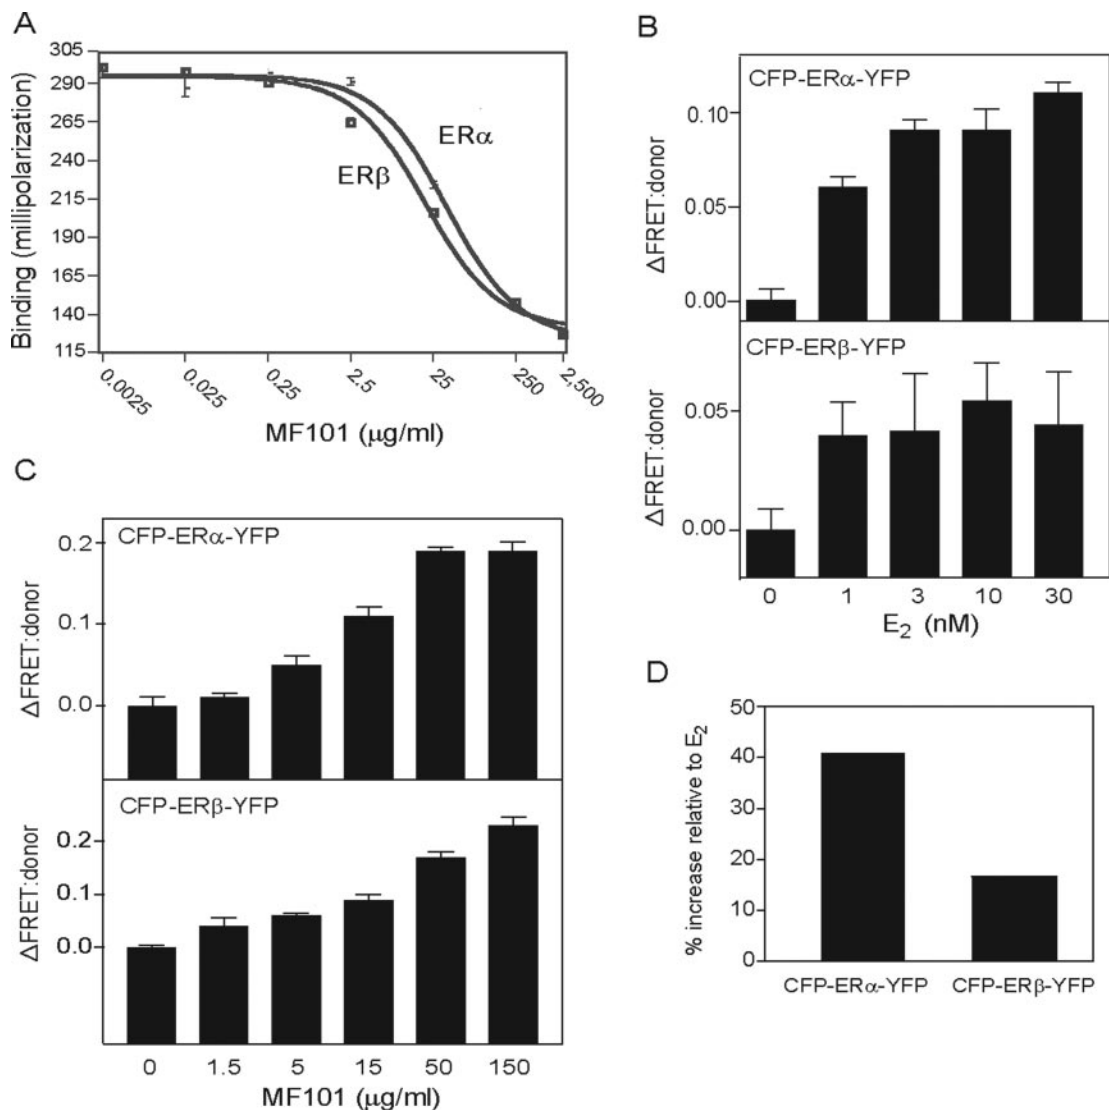 A
305
290
265
240
215
190
165
140
115
Binding (millipolarization)
ERα
ERβ
0.0025
0.025
0.25
2.5
25
250
2,500
MF101 (μg/ml)
B
CFP-ERα-YFP
0.10
0.05
0.00
ΔFRET:donor
CFP-ERβ-YFP
0.05
0.00
ΔFRET:donor
0 1 3 10 30
E2 (nM)
C
CFP-ERα-YFP
0.2
0.1
0.0
ΔFRET:donor
CFP-ERβ-YFP
0.2
0.1
0.0
ΔFRET:donor
0 1.5 5 15 50 150
MF101 (μg/ml)
D
50
40
30
20
10
0
% increase relative to E2
CFP-ERα-YFP CFP-ERβ-YFP